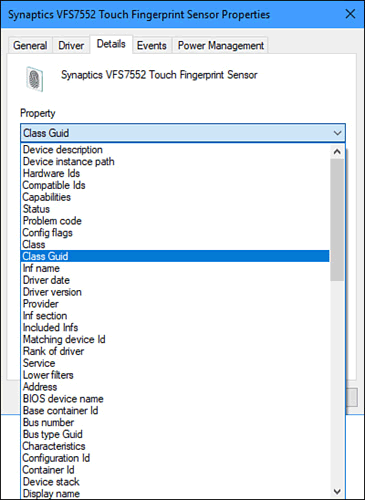 Synaptics VFS7552 Touch Fingerprint Sensor Properties
General Driver Details Events Power Management
Synaptics VFS7552 Touch Fingerprint Sensor
Property
Class Guid
Device description
Device instance path
Hardware Ids
Compatible Ids
Capabilities
Status
Problem code
Config flags
Class
Class Guid
Inf name
Driver date
Driver version
Provider
Inf section
Included Infs
Matching device Id
Rank of driver
Service
Lower filters
Address
BIOS device name
Base container Id
Bus number
Bus type Guid
Characteristics
Configuration Id
Container Id
Device stack
Display name